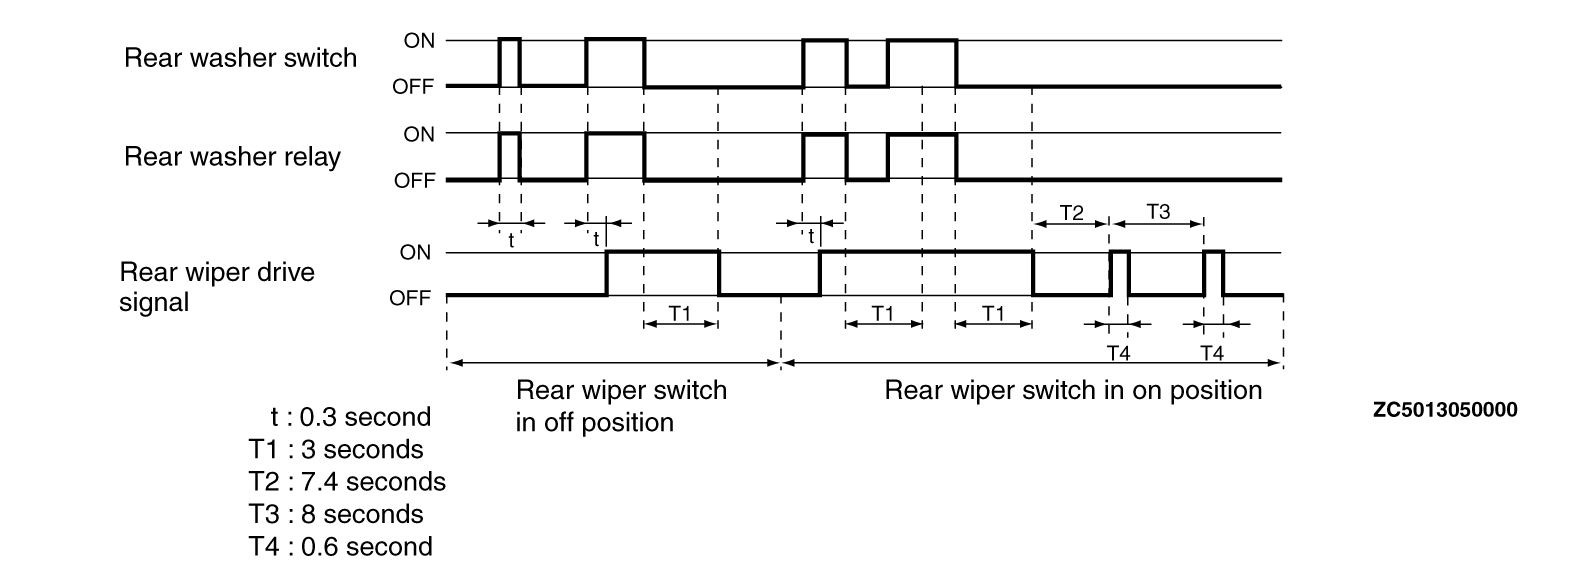 ON
Rear washer switch
OFF
ON
Rear washer relay
OFF
T2 T3
t t t
ON
Rear wiper drive
signal
OFF
T1 T1 T1
T4 T4
Rear wiper switch
in off position
Rear wiper switch in on position
ZC5013050000
t : 0.3 second
T1 : 3 seconds
T2 : 7.4 seconds
T3 : 8 seconds
T4 : 0.6 second